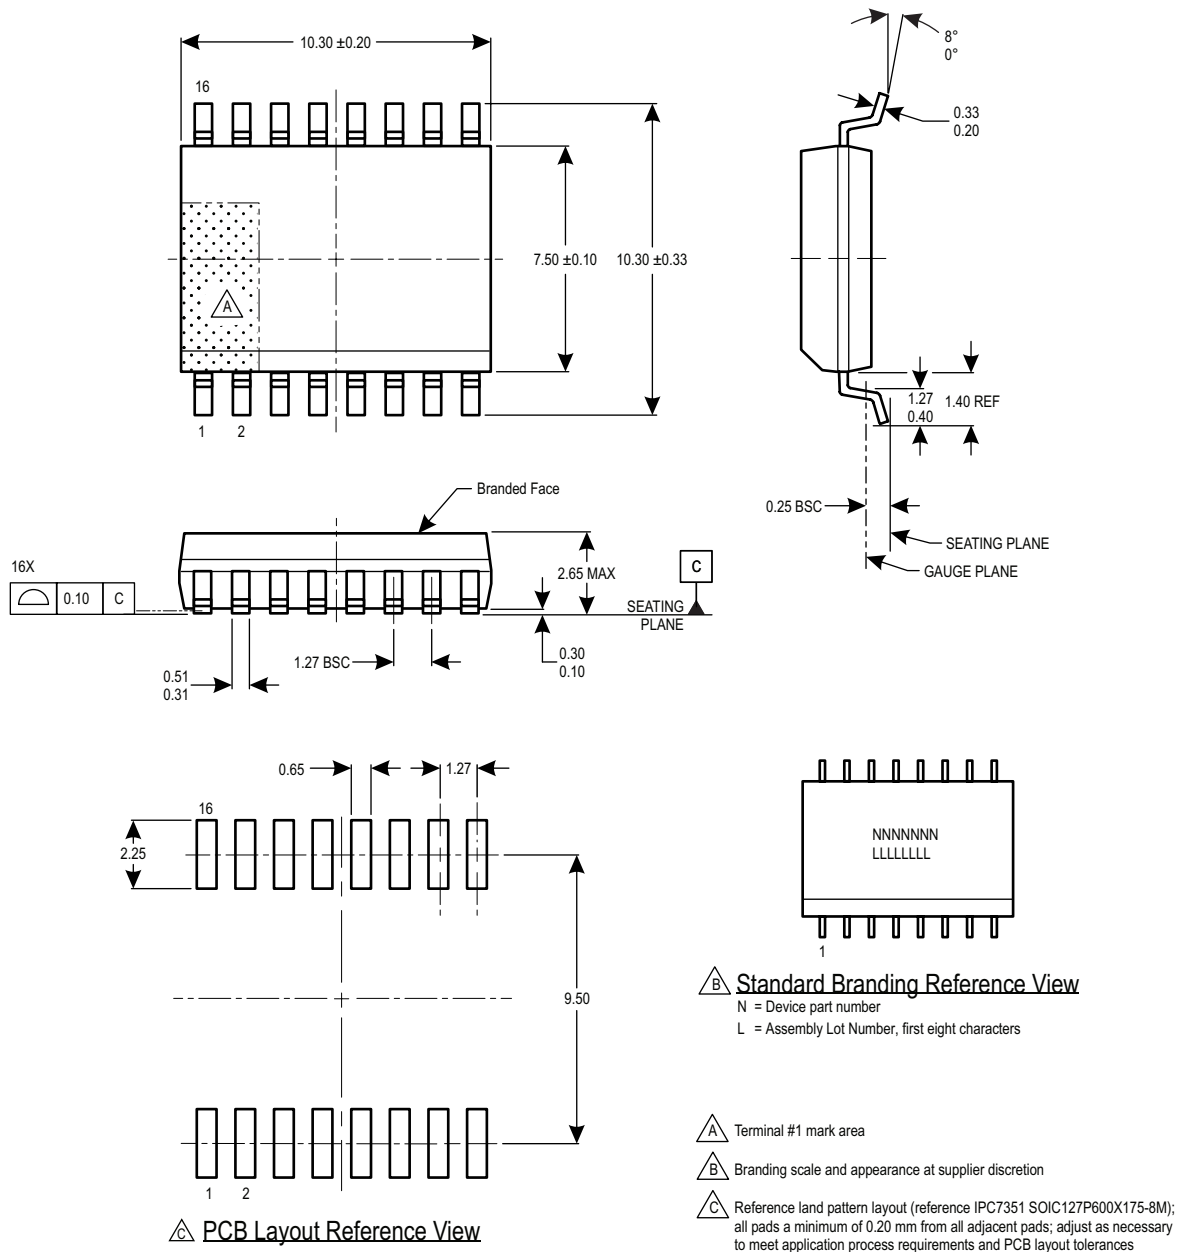 10.30 ±0.20
8°
0°
16
0.33
0.20
7.50 ±0.10
10.30 ±0.33
A
1
2
1.27
0.40
1.40 REF
0.25 BSC
SEATING PLANE
GAUGE PLANE
Branded Face
16X
0.10
C
2.65 MAX
C
SEATING
PLANE
0.51
0.31
1.27 BSC
0.30
0.10
0.65
1.27
16
2.25
9.50
1
2
C PCB Layout Reference View
NNNNNNN
LLLLLLLL
1
B Standard Branding Reference View
N = Device part number
L = Assembly Lot Number, first eight characters
A Terminal #1 mark area
B Branding scale and appearance at supplier discretion
C Reference land pattern layout (reference IPC7351 SOIC127P600X175-8M);
all pads a minimum of 0.20 mm from all adjacent pads; adjust as necessary
to meet application process requirements and PCB layout tolerances